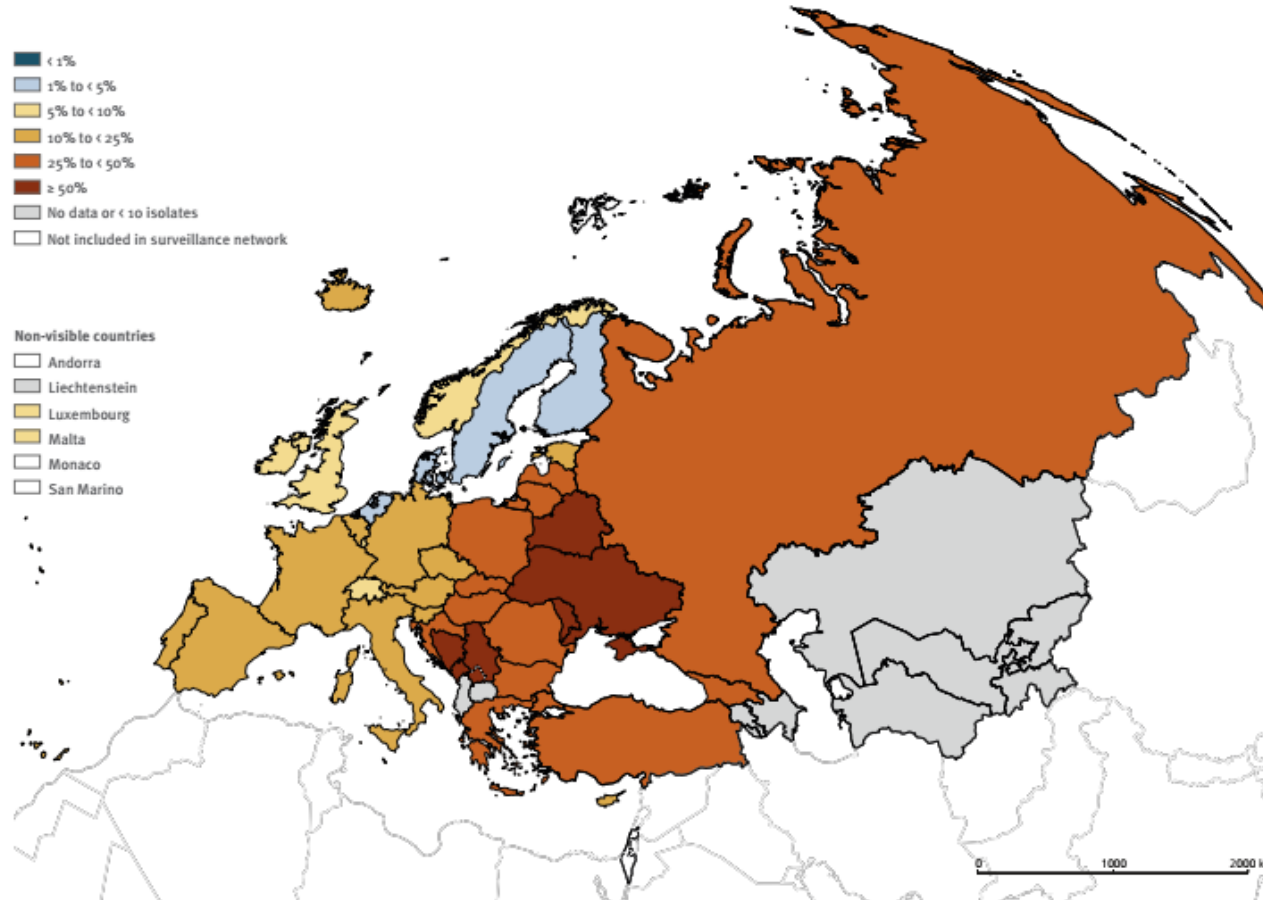 < 1%
1% to < 5%
5% to < 10%
10% to < 25%
25% to < 50%
≥ 50%
No data or < 10 isolates
Not included in surveillance network
Non-visible countries
Andorra
Liechtenstein
Luxembourg
Malta
Monaco
San Marino
0 1000 2000 k